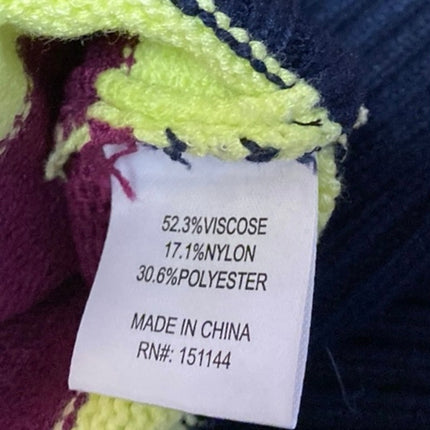 52.3%VISCOSE
17.1%NYLON
30.6%POLYESTER
MADE IN CHINA
RN#: 151144